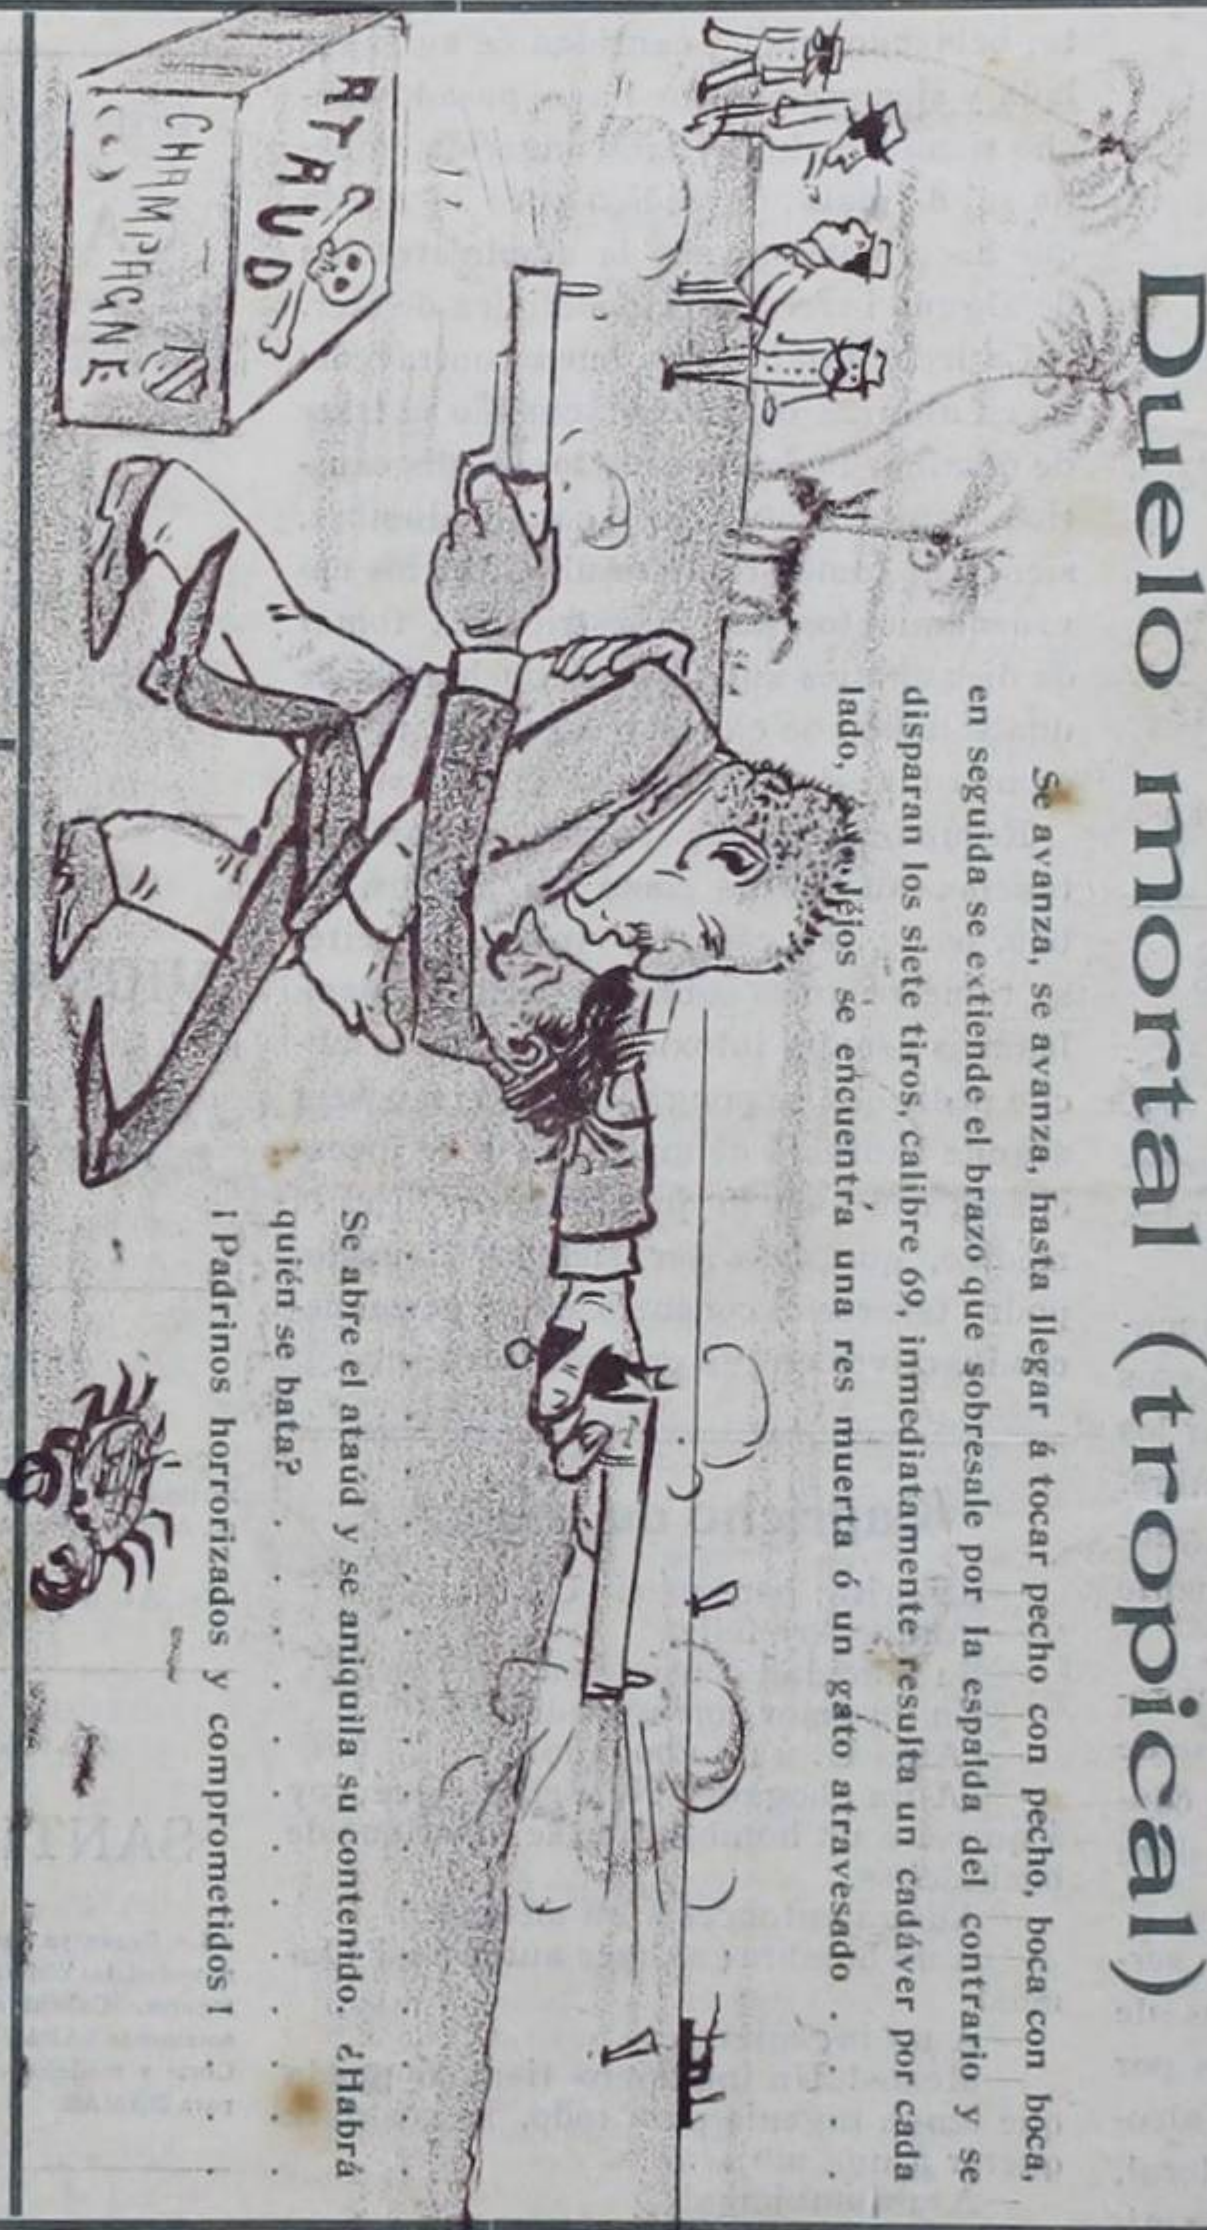 Duelo mortal (tropical)
Se avanza, se avanza, hasta llegar á tocar pecho con pecho, boca con boca,
en seguida se extiende el brazo que sobresale por la espalda del contrario y se
disparan los siete tiros, calibre 69, inmediatamente resulta un cadáver por cada
lado, á lo léjos se encuentra una res muerta ó un gato atravesado . . . . .
ATAUD
CHAMPAGNE
Se abre el ataúd y se aniquila su contenido. ¿Habrá
quién se bata? . . . . . . . . . . . .
¡Padrinos horrorizados y comprometidos! . . . .